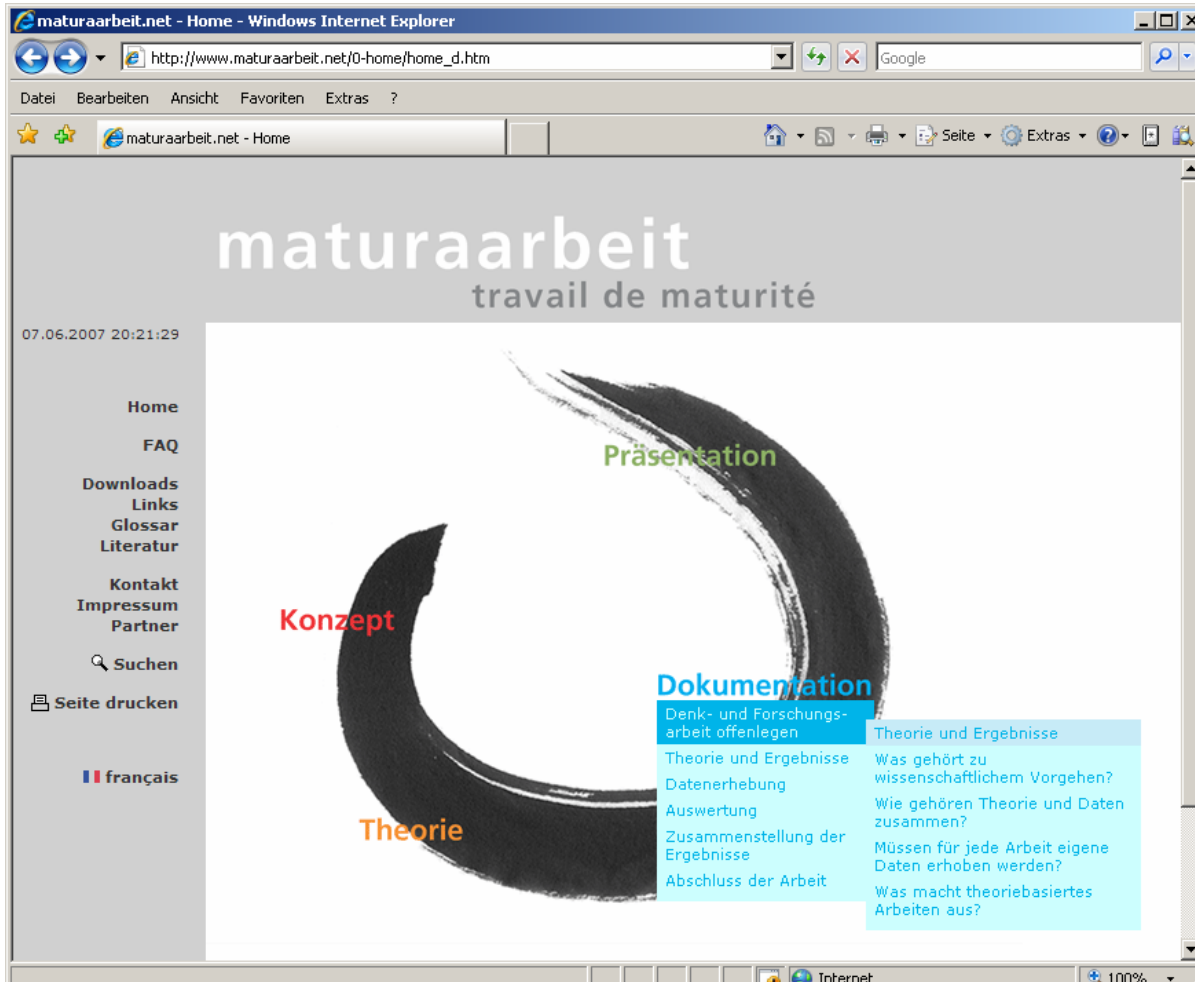 maturaarbeit.net - Home - Windows Internet Explorer
http://www.maturaarbeit.net/0-home/home_d.htm
Google
Datei Bearbeiten Ansicht Favoriten Extras ?
maturaarbeit.net - Home
Seite Extras
maturaarbeit
travail de maturité
07.06.2007 20:21:29
Home
FAQ
Downloads
Links
Glossar
Literatur
Kontakt
Impressum
Partner
Suchen
Seite drucken
français
Präsentation
Konzept
Dokumentation
Theorie
Denk- und Forschungs-
arbeit offenlegen
Theorie und Ergebnisse
Datenerhebung
Auswertung
Zusammenstellung der
Ergebnisse
Abschluss der Arbeit
Theorie und Ergebnisse
Was gehört zu
wissenschaftlichem Vorgehen?
Wie gehören Theorie und Daten
zusammen?
Müssen für jede Arbeit eigene
Daten erhoben werden?
Was macht theoriebasiertes
Arbeiten aus?
Internet
100%